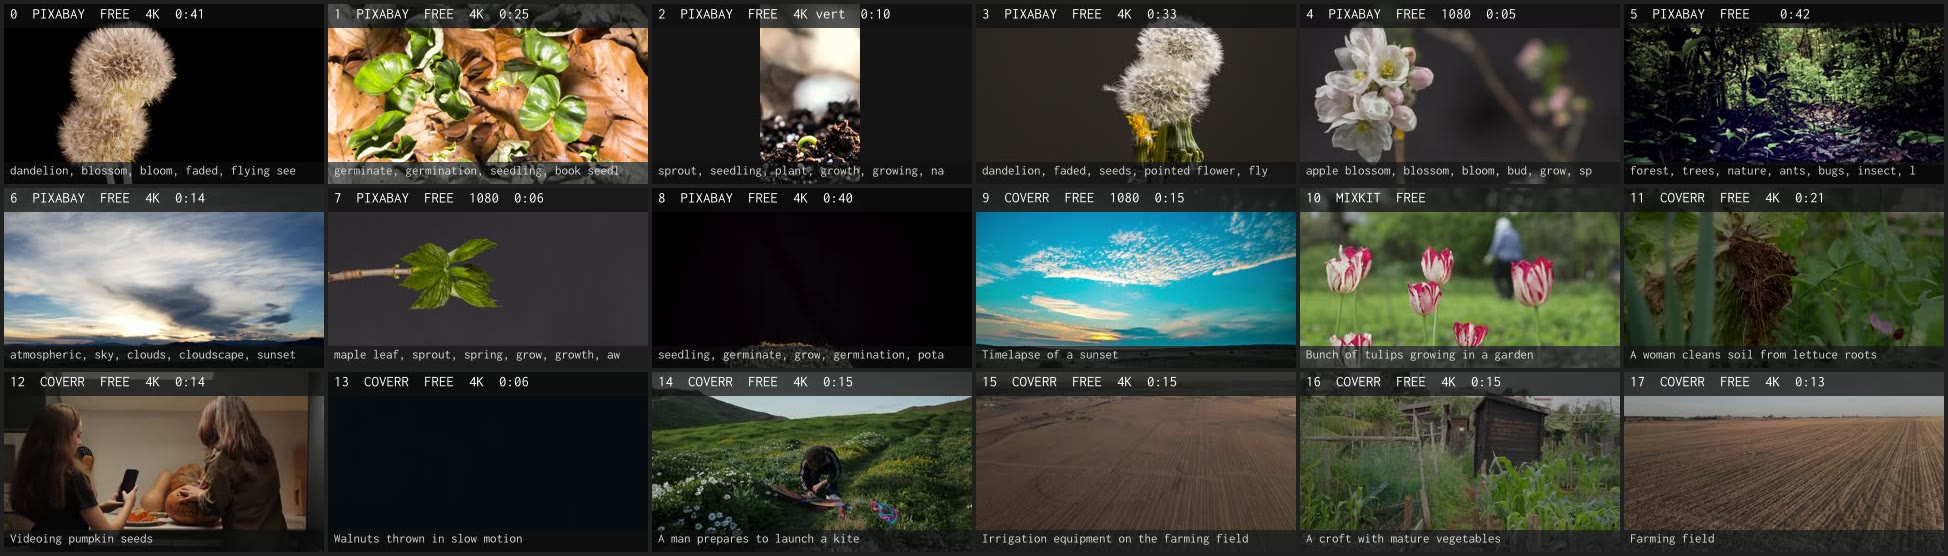 0 PIXABAY FREE 4K 0:41
1 PIXABAY FREE 4K 0:25
2 PIXABAY FREE 4K vert 0:10
3 PIXABAY FREE 4K 0:33
4 PIXABAY FREE 1080 0:05
5 PIXABAY FREE 0:42
dandelion, blossom, bloom, faded, flying see
germinate, germination, seedling, book seedl
sprout, seedling, plant, growth, growing, na
dandelion, faded, seeds, pointed flower, fly
apple blossom, blossom, bloom, bud, grow, sp
forest, trees, nature, ants, bugs, insect, l
6 PIXABAY FREE 4K 0:14
7 PIXABAY FREE 1080 0:06
8 PIXABAY FREE 4K 0:40
9 COVERR FREE 1080 0:15
10 MIXKIT FREE
11 COVERR FREE 4K 0:21
atmospheric, sky, clouds, cloudscape, sunset
maple leaf, sprout, spring, grow, growth, aw
seedling, germinate, grow, germination, pota
Timelapse of a sunset
Bunch of tulips growing in a garden
A woman cleans soil from lettuce roots
12 COVERR FREE 4K 0:14
13 COVERR FREE 4K 0:06
14 COVERR FREE 4K 0:15
15 COVERR FREE 4K 0:15
16 COVERR FREE 4K 0:15
17 COVERR FREE 4K 0:13
Videoing pumpkin seeds
Walnuts thrown in slow motion
A man prepares to launch a kite
Irrigation equipment on the farming field
A croft with mature vegetables
Farming field